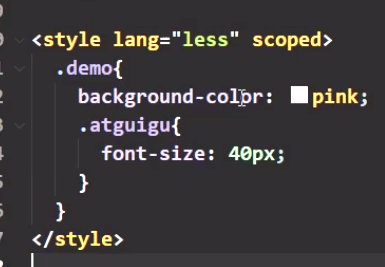 <style lang="less" scoped>
.demo{
background-color: pink;
.atguigu{
font-size: 40px;
}
}
</style>